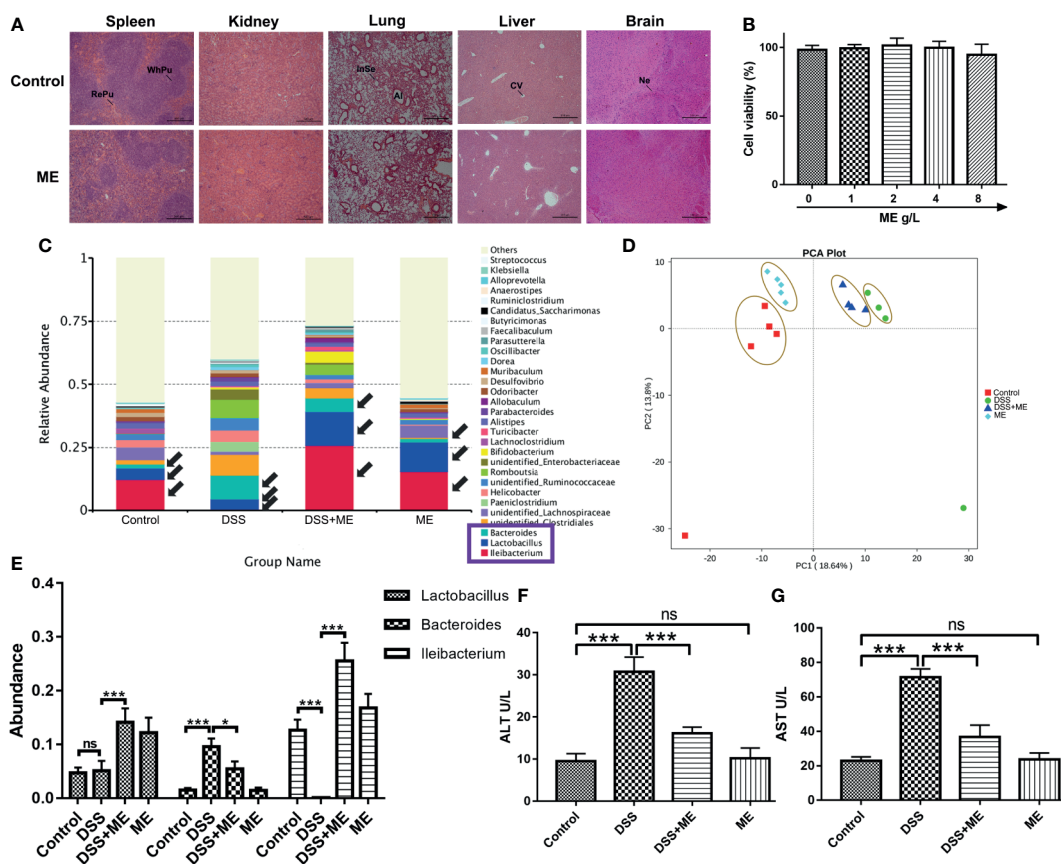 A
Spleen Kidney Lung Liver Brain
Control
WhPu
RePu
InSe
Al
CV
Ne
ME
B
Cell viability (%)
150
100
50
0
0 1 2 4 8
ME g/L
C
Relative Abundance
1
0.75
0.5
0.25
0
Control DSS DSS+ME ME
Group Name
Others
Streptococcus
Klebsiella
Alloprevotella
Anaerostipes
Ruminiclostridium
Candidatus_Saccharimonas
Butyricimonas
Faecalibaculum
Parasutterella
Oscillibacter
Dorea
Muribaculum
Desulfovibrio
Odoribacter
Allobaculum
Parabacteroides
Alistipes
Turicibacter
Lachnoclostridium
Bifidobacterium
unidentified_Enterobacteriaceae
Romboutsia
unidentified_Ruminococcaceae
Helicobacter
Paeniclostridium
unidentified_Lachnospiraceae
unidentified_Clostridiales
Bacteroides
Lactobacillus
Ileibacterium
D
PCA Plot
PC2 ( 13.8% )
10
0
-10
-20
-30
-20 -10 0 10 20 30
PC1 ( 18.64% )
Control
DSS
DSS+ME
ME
E
Abundance
0.4
0.3
0.2
0.1
0.0
ns
***
***
*
***
***
Control DSS DSS+ME ME Control DSS DSS+ME ME Control DSS DSS+ME ME
Lactobacillus
Bacteroides
Ileibacterium
F
ALT U/L
40
30
20
10
0
ns
*** ***
Control DSS DSS+ME ME
G
AST U/L
100
80
60
40
20
0
ns
*** ***
Control DSS DSS+ME ME